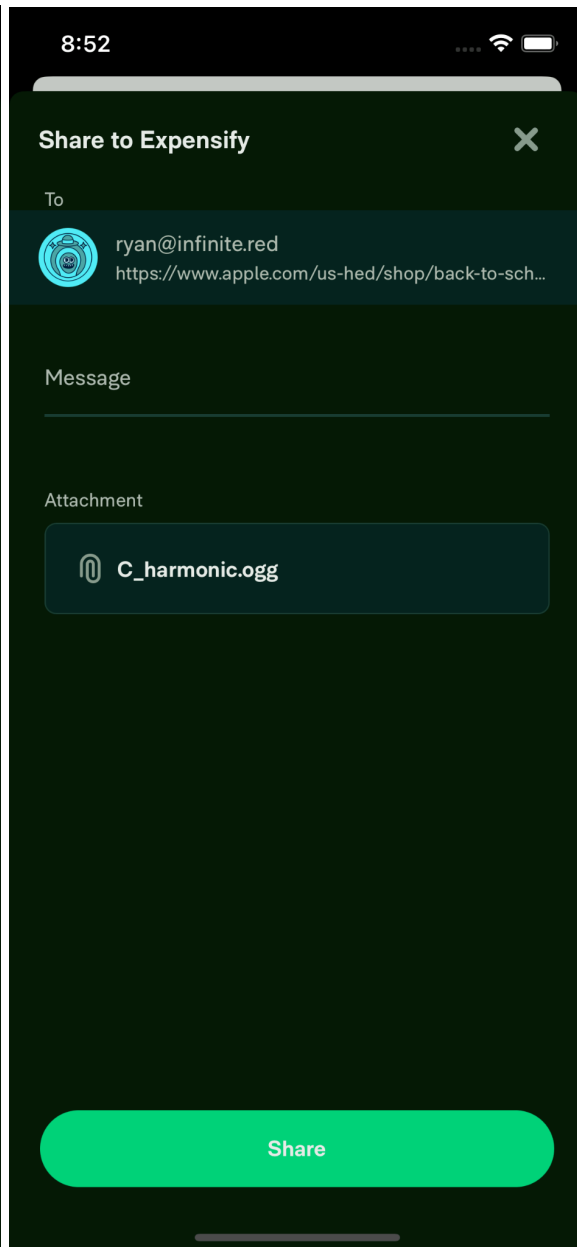 8:52
Share to Expensify
To
ryan@infinite.red
https://www.apple.com/us-hed/shop/back-to-sch...
Message
Attachment
C_harmonic.ogg
Share